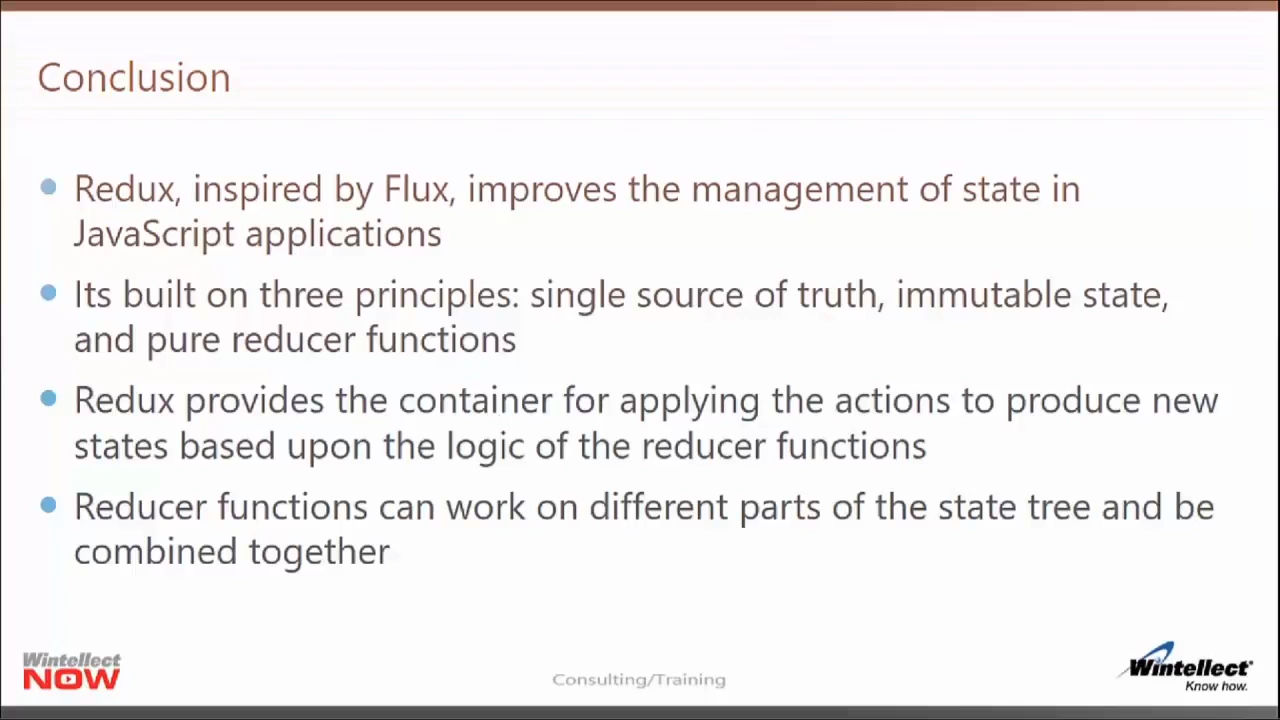 Conclusion
Redux, inspired by Flux, improves the management of state in
JavaScript applications
Its built on three principles: single source of truth, immutable state,
and pure reducer functions
Redux provides the container for applying the actions to produce new
states based upon the logic of the reducer functions
Reducer functions can work on different parts of the state tree and be
combined together
Wintellect
NOW
Consulting/Training
Wintellect
Know how.